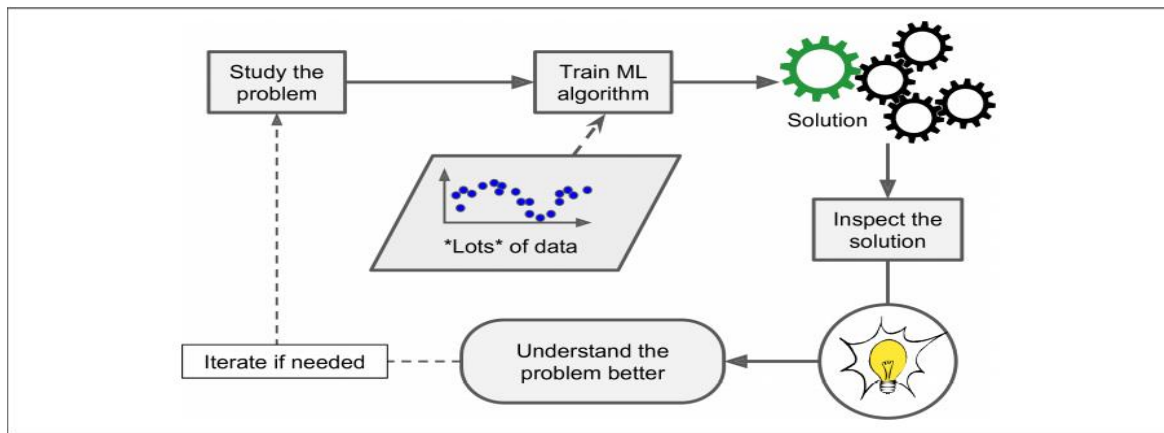 Study the
problem
Train ML
algorithm
Solution
*Lots* of data
Inspect the
solution
Understand the
problem better
Iterate if needed